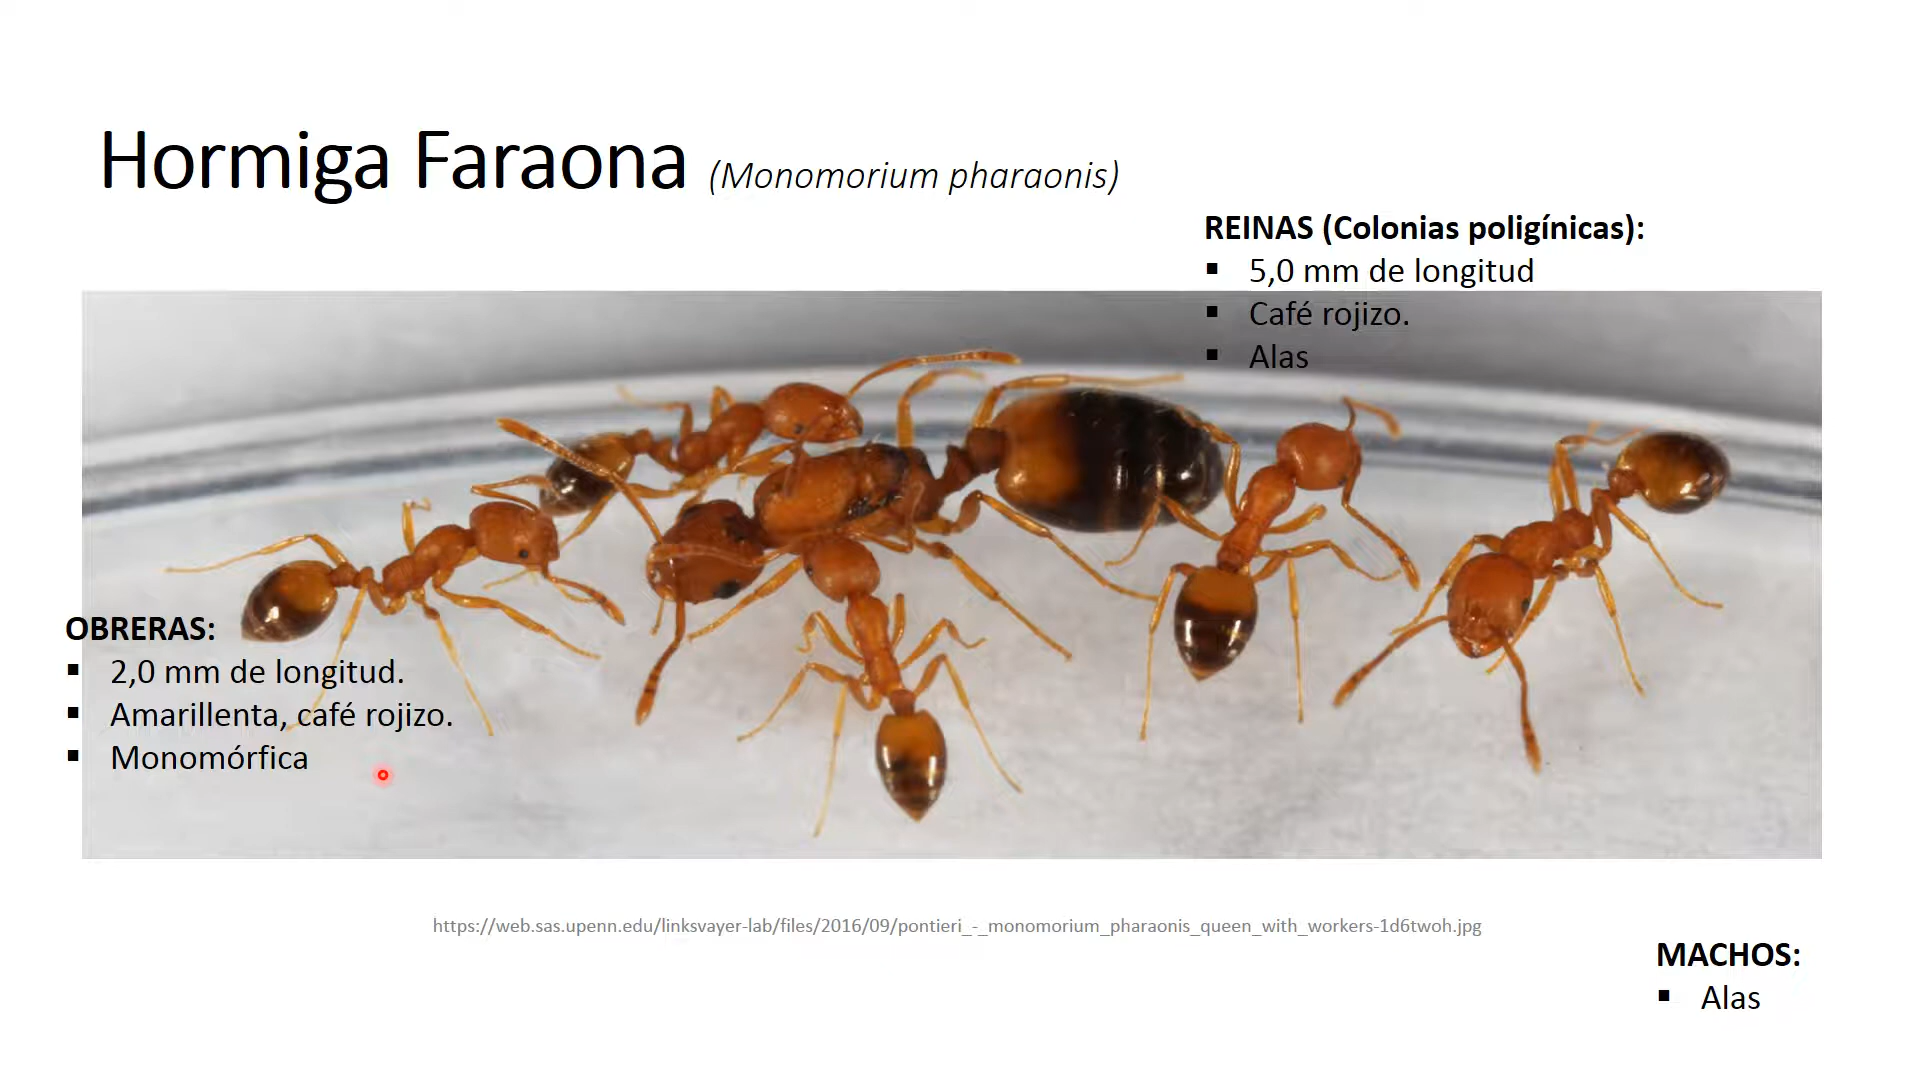 Hormiga Faraona (Monomorium pharaonis)
REINAS (Colonias poligínicas):
▪ 5,0 mm de longitud
▪ Café rojizo.
▪ Alas
OBRERAS:
▪ 2,0 mm de longitud.
▪ Amarillenta, café rojizo.
▪ Monomórfica
https://web.sas.upenn.edu/linksvayer-lab/files/2016/09/pontieri_-_monomorium_pharaonis_queen_with_workers-1d6twoh.jpg
MACHOS:
▪ Alas